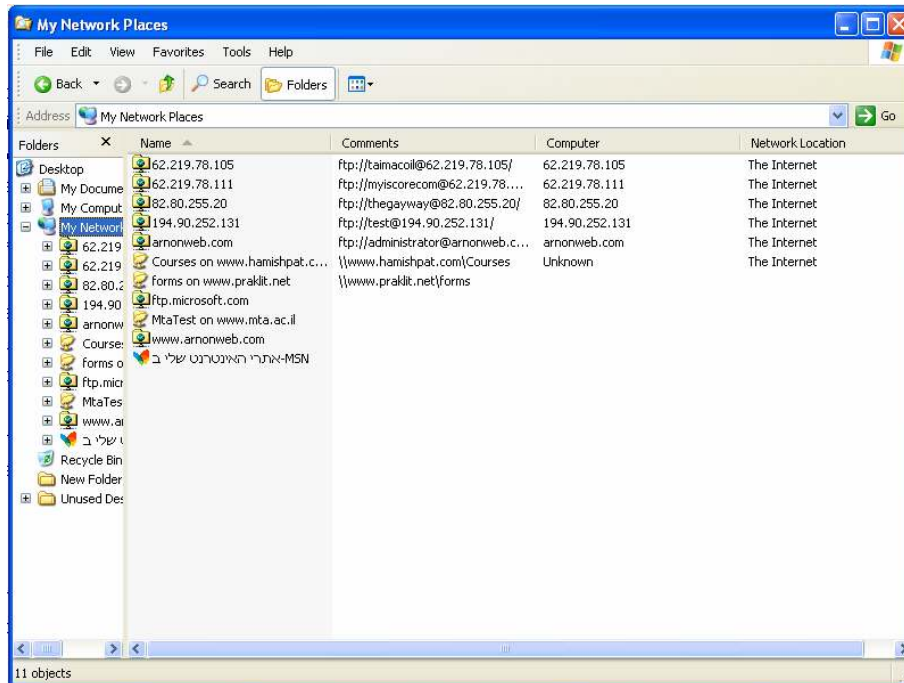 My Network Places
File Edit View Favorites Tools Help
Back Search Folders
Address My Network Places Go
Folders X Name Comments Computer Network Location
Desktop
My Docume
My Comput
My Network
62.219
62.219
82.80.2
194.90
arnonw
Courses
forms o
ftp.micr
MtaTes
www.ar
שלי ב
Recycle Bin
New Folder
Unused Des
62.219.78.105 ftp://taimacoil@62.219.78.105/ 62.219.78.105 The Internet
62.219.78.111 ftp://myiscorecom@62.219.78.... 62.219.78.111 The Internet
82.80.255.20 ftp://thegayway@82.80.255.20/ 82.80.255.20 The Internet
194.90.252.131 ftp://test@194.90.252.131/ 194.90.252.131 The Internet
arnonweb.com ftp://administrator@arnonweb.c... arnonweb.com The Internet
Courses on www.hamishpat.c... \\www.hamishpat.com\Courses Unknown The Internet
forms on www.praklit.net \\www.praklit.net\forms
ftp.microsoft.com
MtaTest on www.mta.ac.il
www.arnonweb.com
אתרי האינטרנט שלי ב-MSN
11 objects